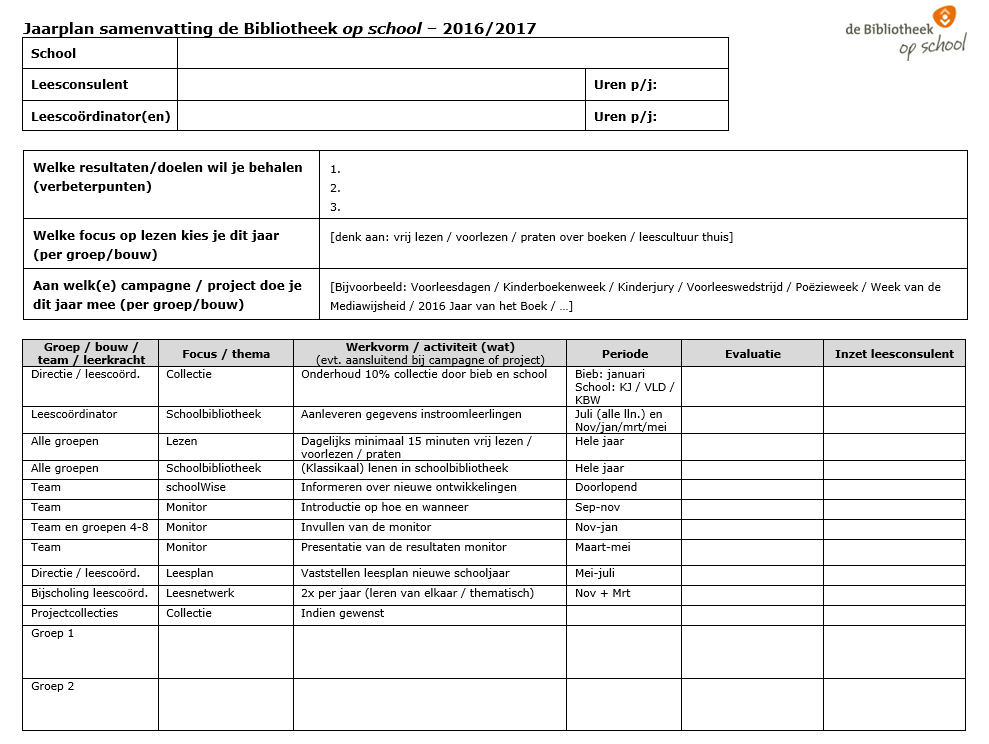 Jaarplan samenvatting de Bibliotheek op school – 2016/2017
de Bibliotheek
op school
School
Leesconsulent
Uren p/j:
Leescoördinator(en)
Uren p/j:
Welke resultaten/doelen wil je behalen
(verbeterpunten)
1.
2.
3.
Welke focus op lezen kies je dit jaar
(per groep/bouw)
[denk aan: vrij lezen / voorlezen / praten over boeken / leescultuur thuis]
Aan welk(e) campagne / project doe je
dit jaar mee (per groep/bouw)
[Bijvoorbeeld: Voorleesdagen / Kinderboekenweek / Kinderjury / Voorleeswedstrijd / Poëzieweek / Week van de
Mediawijsheid / 2016 Jaar van het Boek / …]
Groep / bouw /
team / leerkracht
Focus / thema
Werkvorm / activiteit (wat)
(evt. aansluitend bij campagne of project)
Periode
Evaluatie
Inzet leesconsulent
Directie / leescoörd.
Collectie
Onderhoud 10% collectie door bieb en school
Bieb: januari
School: KJ / VLD /
KBW
Leescoördinator
Schoolbibliotheek
Aanleveren gegevens instroomleerlingen
Juli (alle lln.) en
Nov/jan/mrt/mei
Alle groepen
Lezen
Dagelijks minimaal 15 minuten vrij lezen /
voorlezen / praten
Hele jaar
Alle groepen
Schoolbibliotheek
(Klassikaal) lenen in schoolbibliotheek
Hele jaar
Team
schoolWise
Informeren over nieuwe ontwikkelingen
Doorlopend
Team
Monitor
Introductie op hoe en wanneer
Sep-nov
Team en groepen 4-8
Monitor
Invullen van de monitor
Nov-jan
Team
Monitor
Presentatie van de resultaten monitor
Maart-mei
Directie / leescoörd.
Leesplan
Vaststellen leesplan nieuwe schooljaar
Mei-juli
Bijscholing leescoörd.
Leesnetwerk
2x per jaar (leren van elkaar / thematisch)
Nov + Mrt
Projectcollecties
Collectie
Indien gewenst
Groep 1
Groep 2